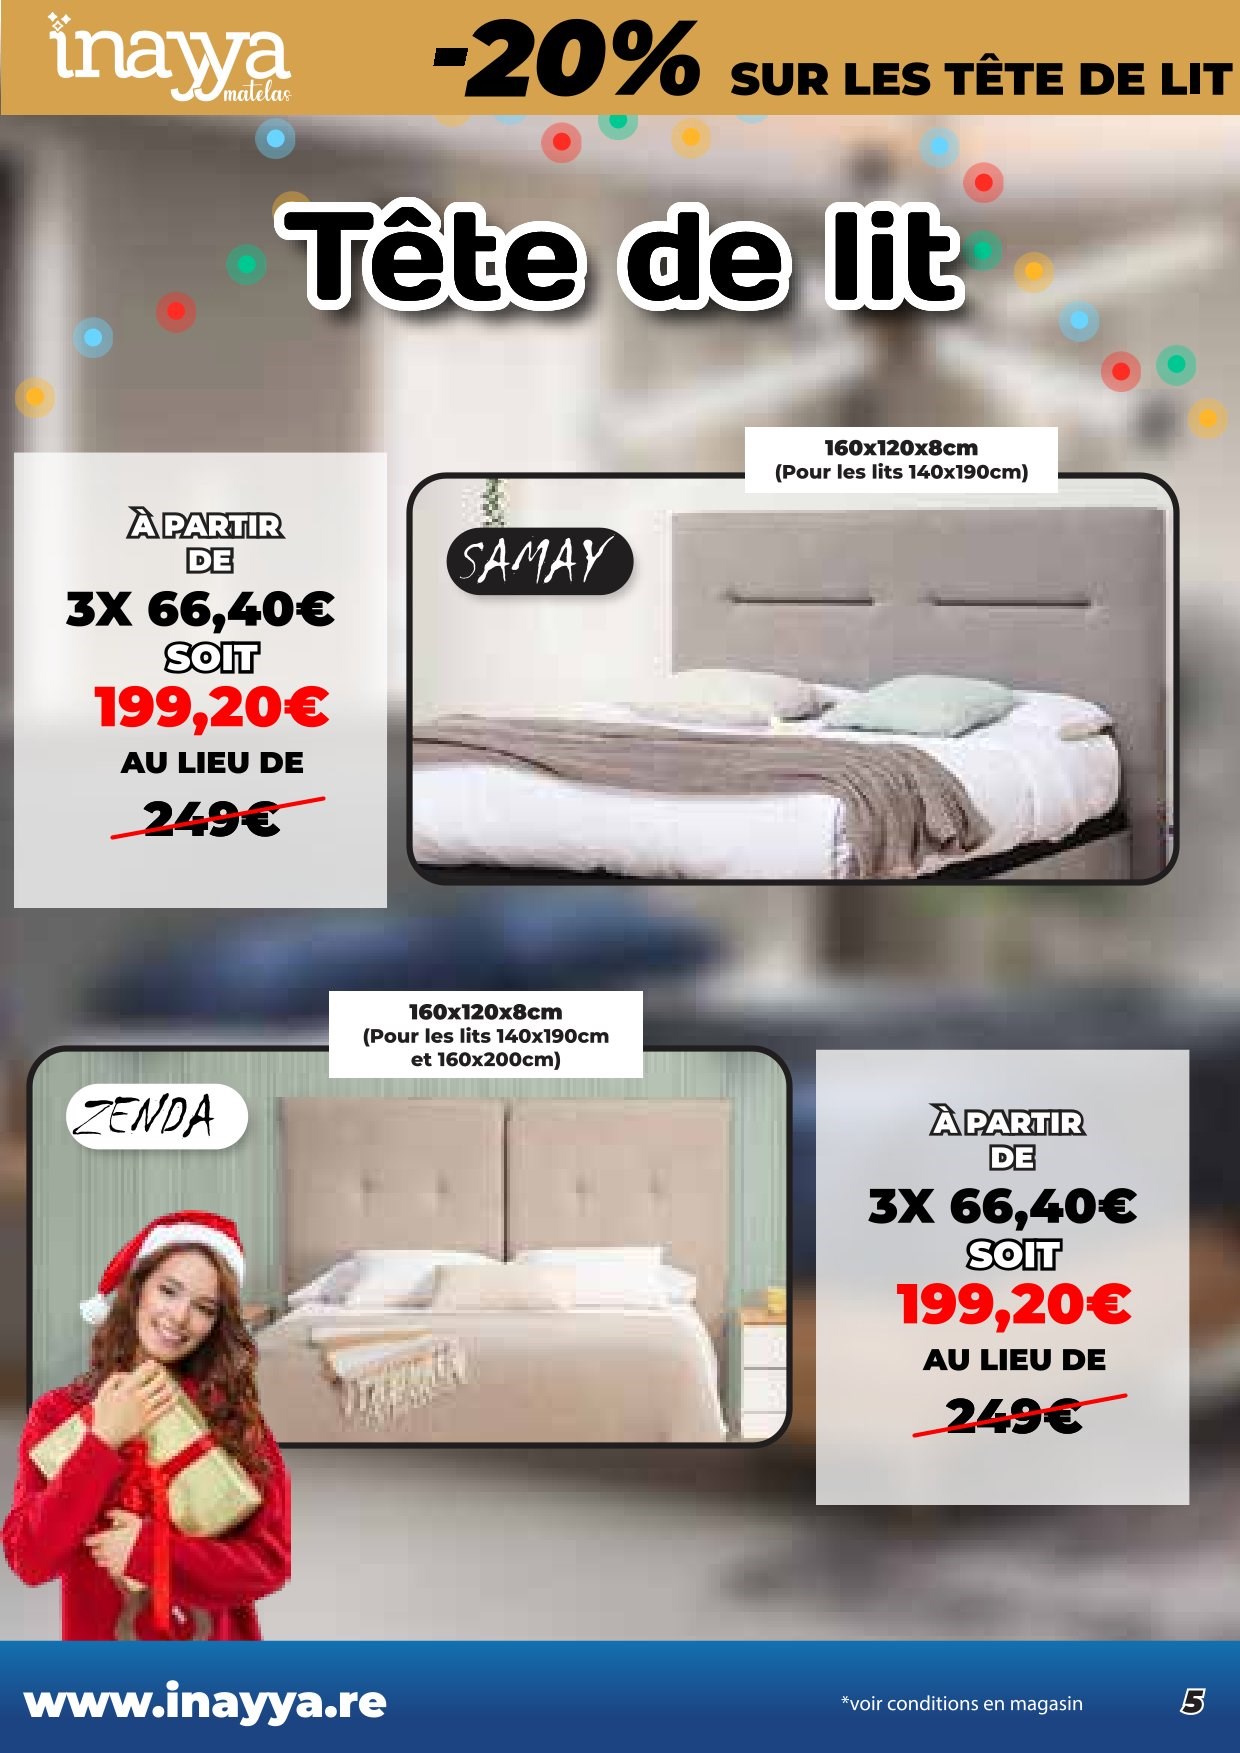 inayya
matelas
-20% SUR LES TÊTE DE LIT
Tête de lit
160x120x8cm
(Pour les lits 140x190cm)
SAMAY
À PARTIR
DE
3X 66,40€
SOIT
199,20€
AU LIEU DE
249€
160x120x8cm
(Pour les lits 140x190cm
et 160x200cm)
ZENDA
À PARTIR
DE
3X 66,40€
SOIT
199,20€
AU LIEU DE
249€
www.inayya.re
*voir conditions en magasin
5